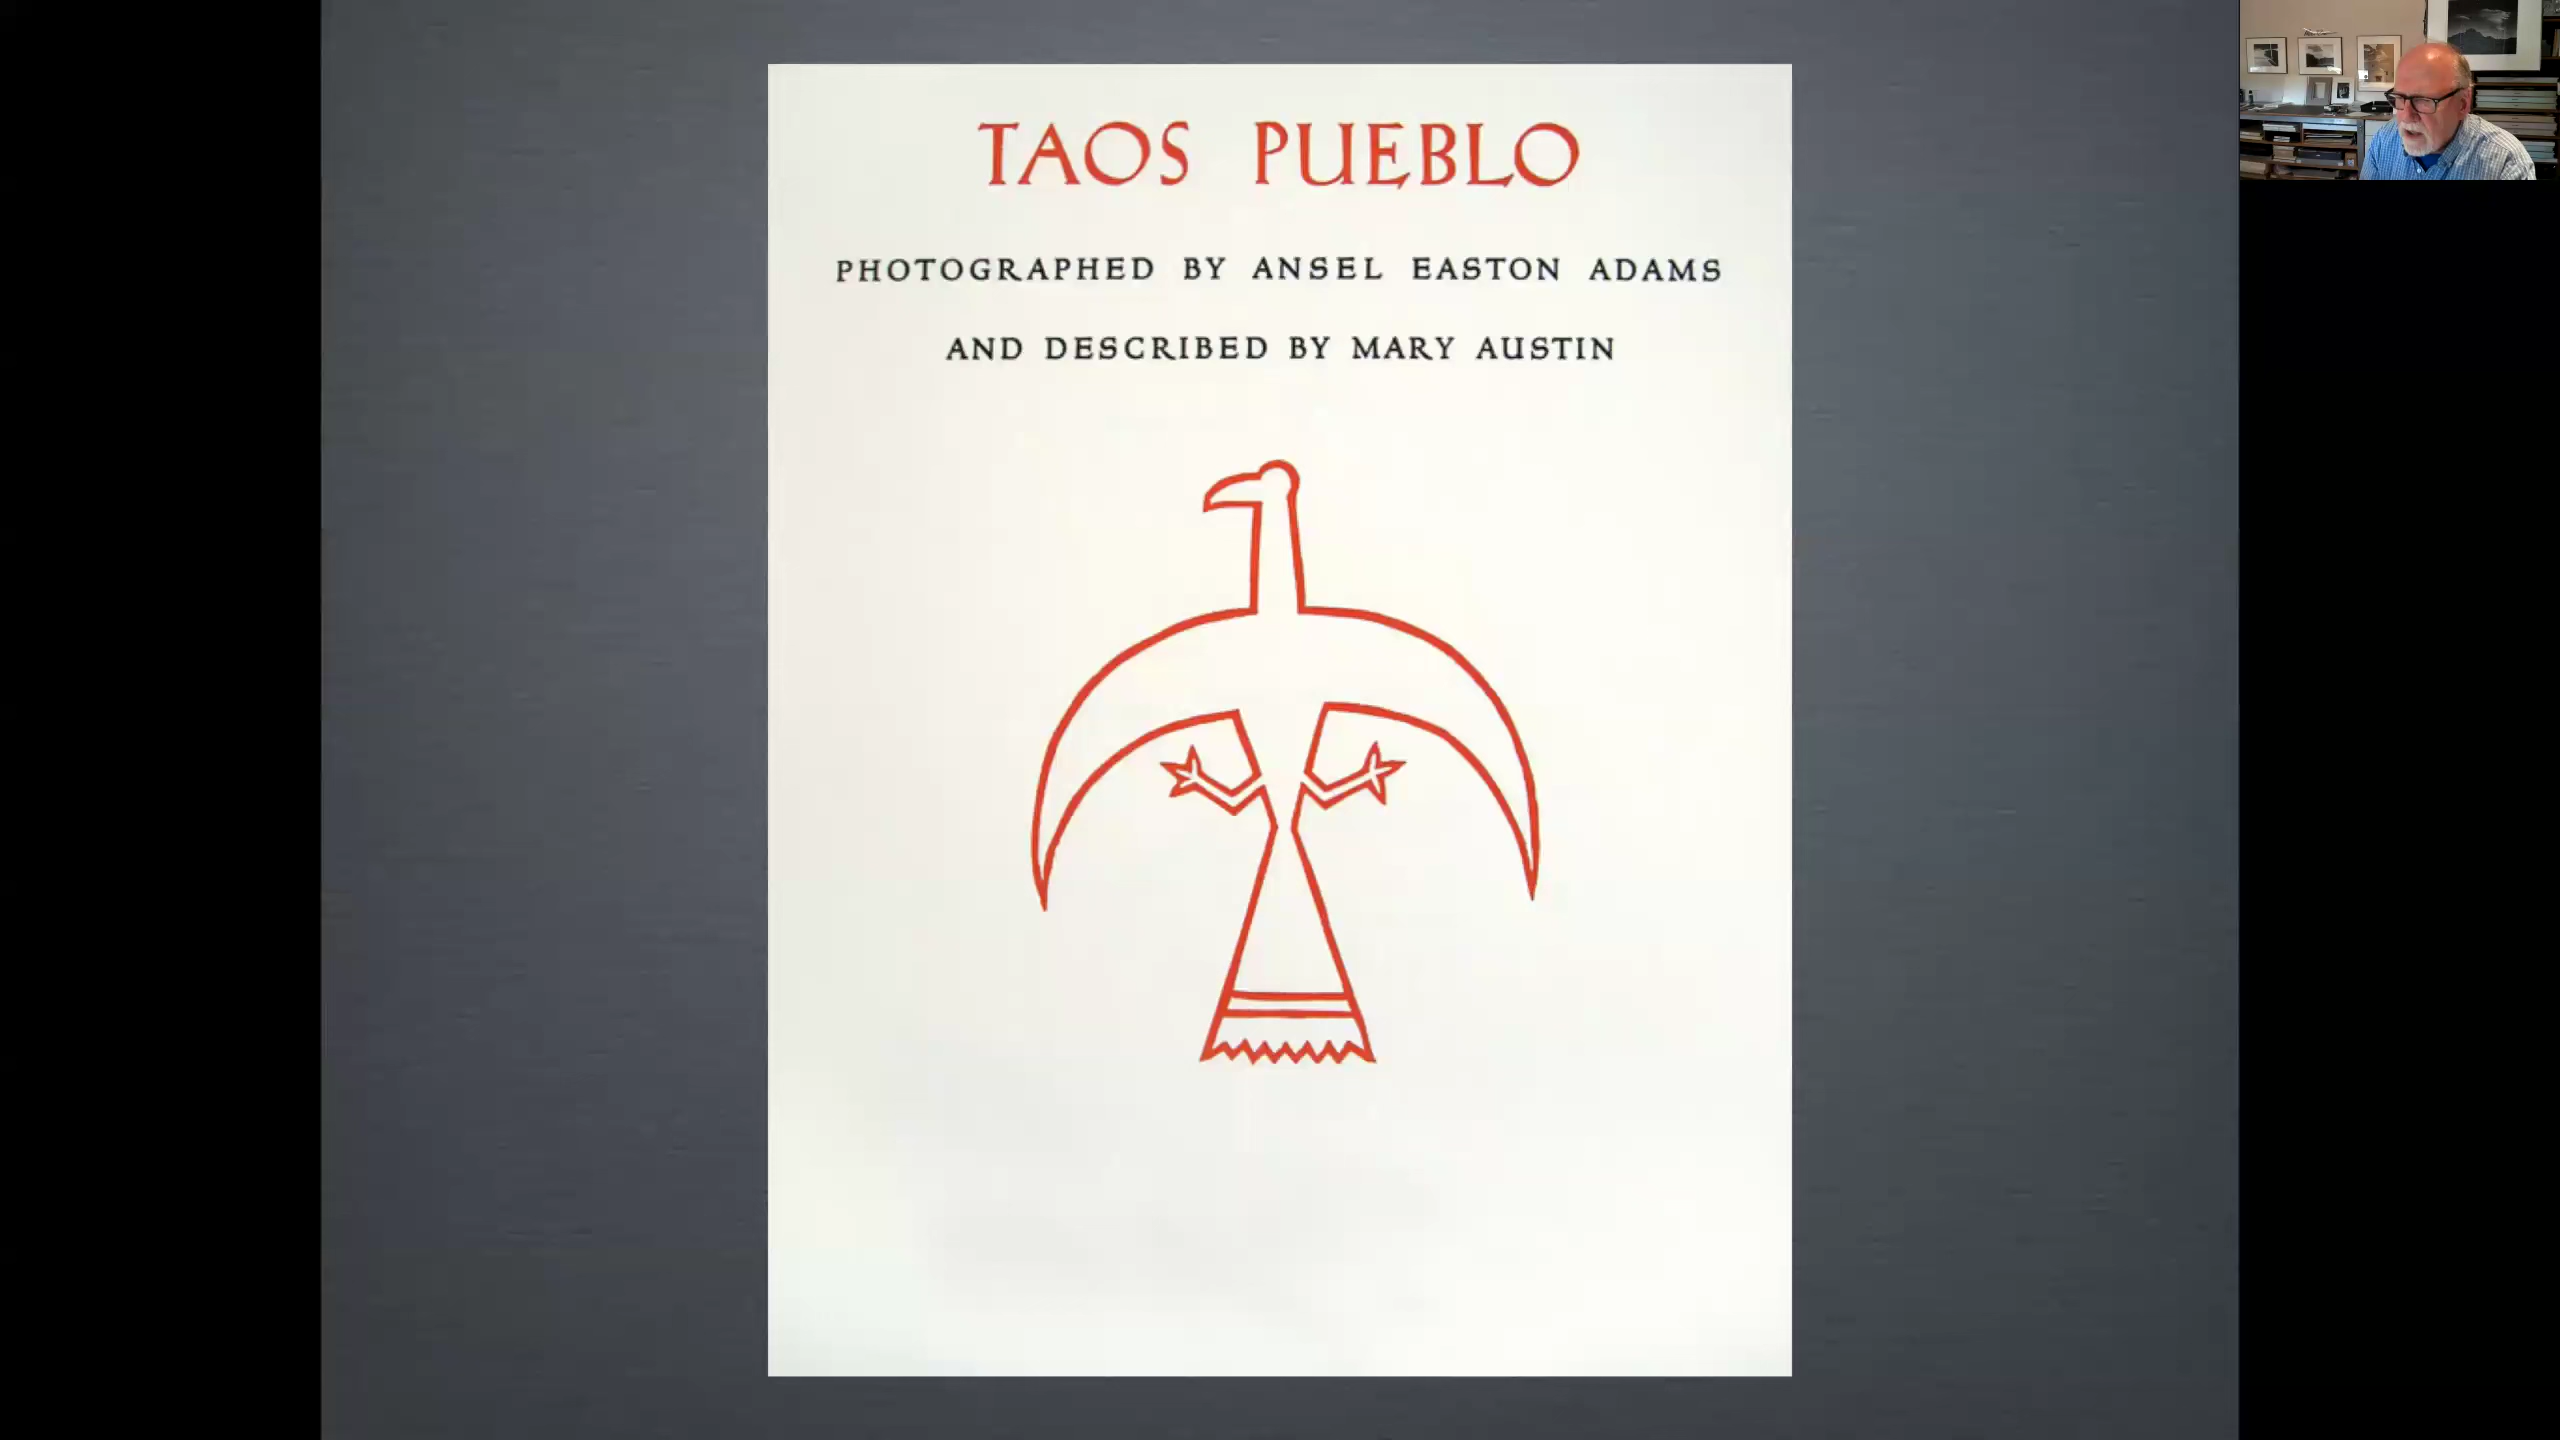 TAOS PUEBLO
PHOTOGRAPHED BY ANSEL EASTON ADAMS
AND DESCRIBED BY MARY AUSTIN